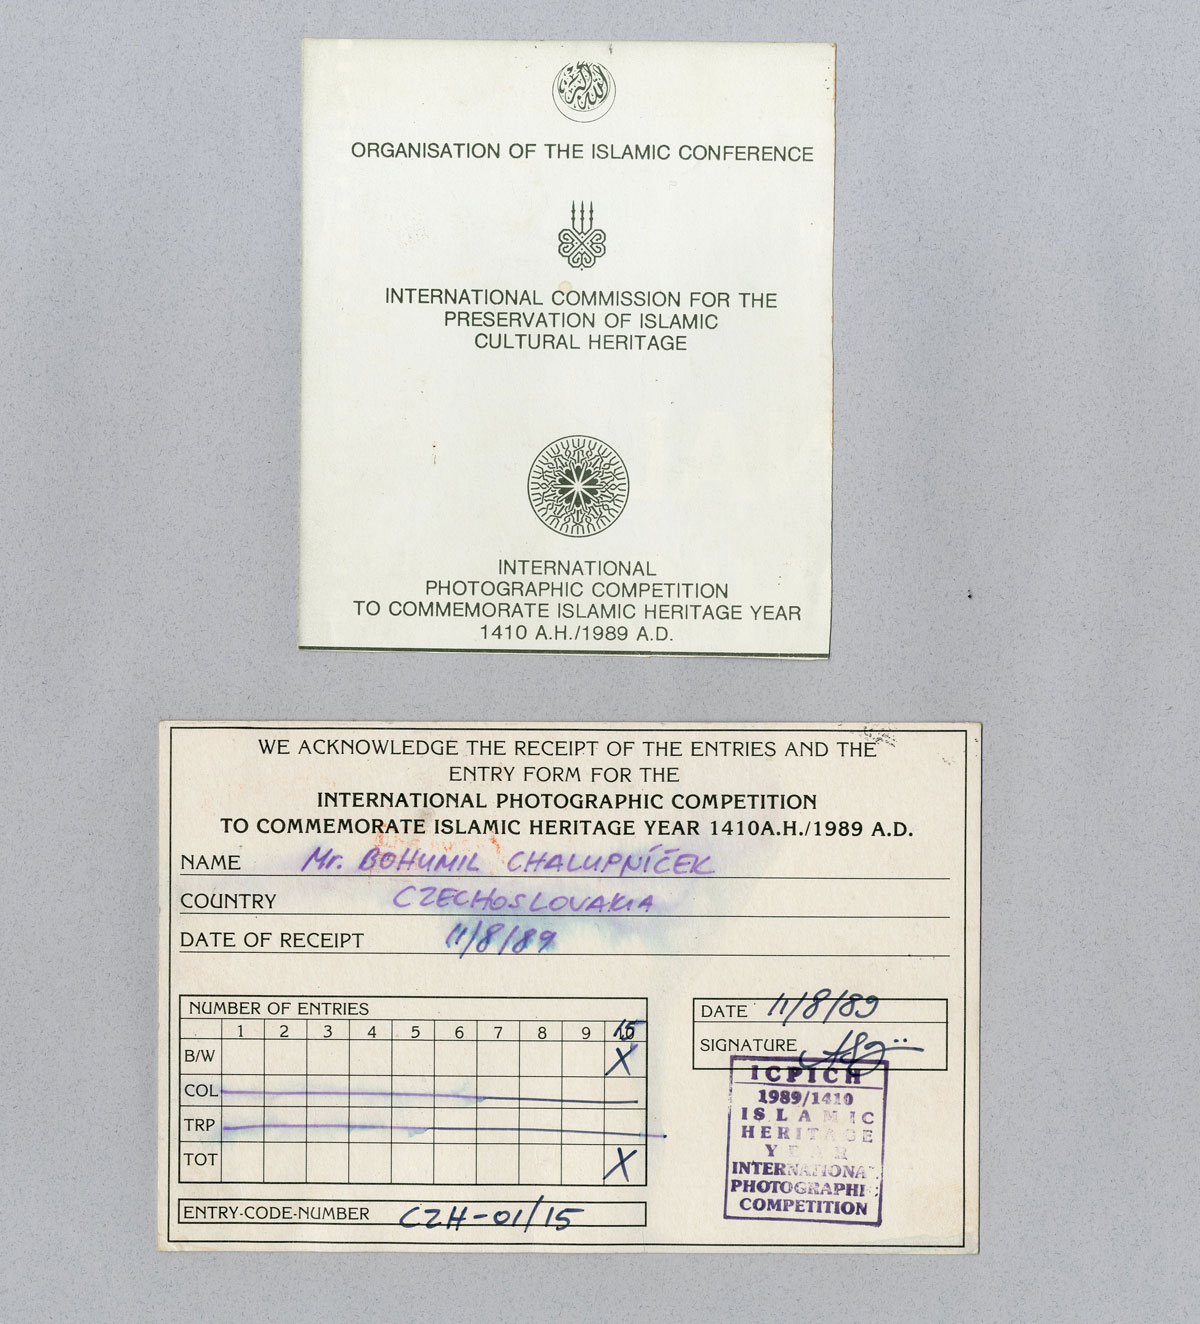 ORGANISATION OF THE ISLAMIC CONFERENCE
INTERNATIONAL COMMISSION FOR THE
PRESERVATION OF ISLAMIC
CULTURAL HERITAGE
INTERNATIONAL
PHOTOGRAPHIC COMPETITION
TO COMMEMORATE ISLAMIC HERITAGE YEAR
1410 A.H./1989 A.D.
WE ACKNOWLEDGE THE RECEIPT OF THE ENTRIES AND THE
ENTRY FORM FOR THE
INTERNATIONAL PHOTOGRAPHIC COMPETITION
TO COMMEMORATE ISLAMIC HERITAGE YEAR 1410A.H./1989 A.D.
NAME Mr. BOHUMIL CHALUPNÍČEK
COUNTRY CZECHOSLOVAKIA
DATE OF RECEIPT 11/8/89
NUMBER OF ENTRIES
1 2 3 4 5 6 7 8 9 15
B/W X
COL
TRP
TOT X
ENTRY-CODE-NUMBER CZH-01/15
DATE 11/8/89
SIGNATURE
ICPICH
1989/1410
ISLAMIC
HERITAGE
YEAR
INTERNATIONA
PHOTOGRAPHI
COMPETITION